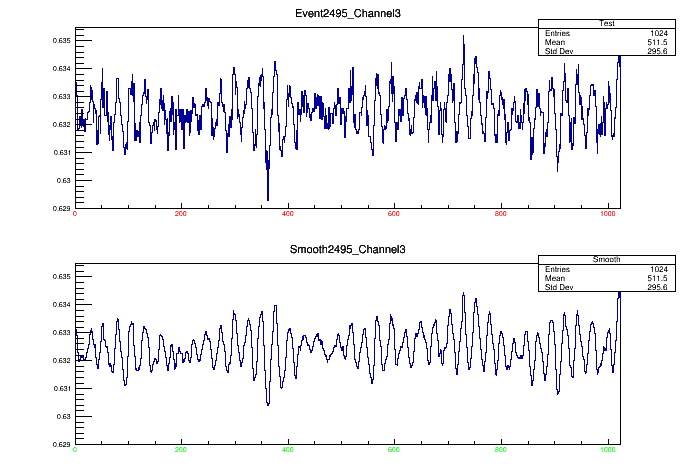 Event2495_Channel3
Test
Entries 1024
Mean 511.5
Std Dev 295.6
0.635
0.634
0.633
0.632
0.631
0.63
0.629
0 200 400 600 800 1000
Smooth2495_Channel3
Smooth
Entries 1024
Mean 511.5
Std Dev 295.6
0.635
0.634
0.633
0.632
0.631
0.63
0.629
0 200 400 600 800 1000